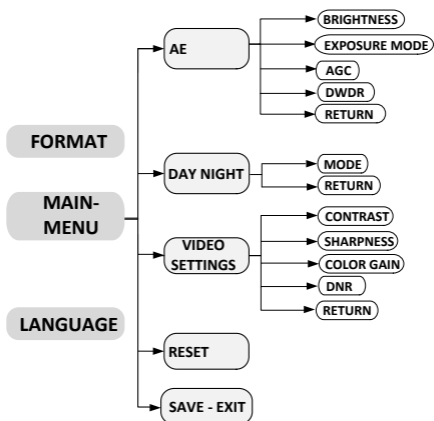 FORMAT
MAIN-
MENU
LANGUAGE
AE
BRIGHTNESS
EXPOSURE MODE
AGC
DWDR
RETURN
DAY NIGHT
MODE
RETURN
VIDEO
SETTINGS
CONTRAST
SHARPNESS
COLOR GAIN
DNR
RETURN
RESET
SAVE - EXIT